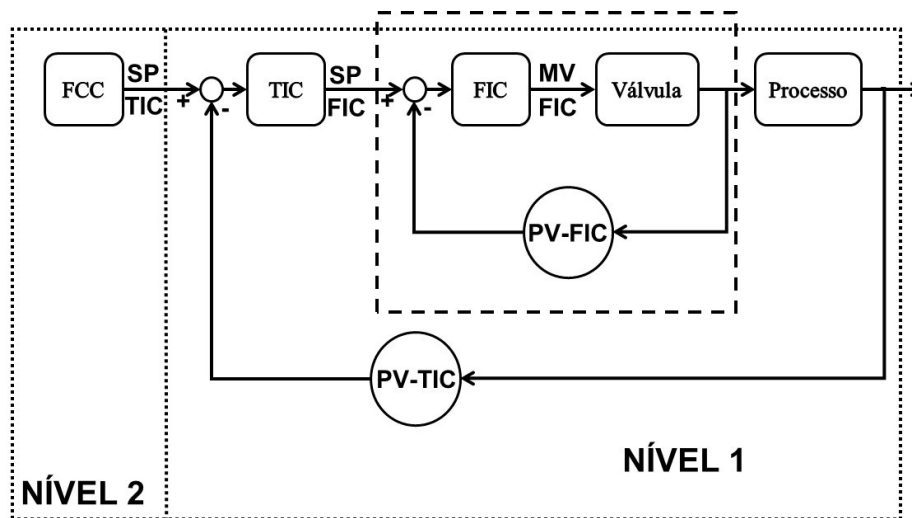 FCC
SP
TIC
+
-
TIC
SP
FIC
+
-
FIC
MV
FIC
Válvula
Processo
PV-FIC
PV-TIC
NÍVEL 1
NÍVEL 2